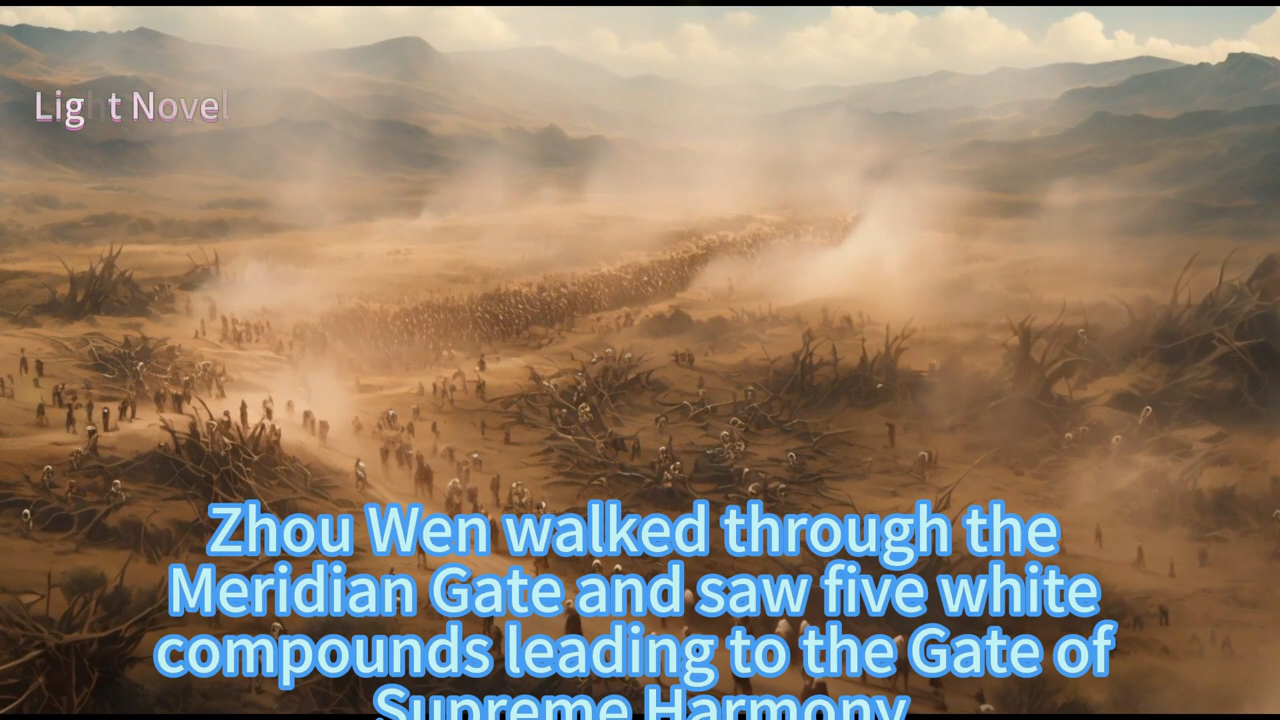 Light Novel
Zhou Wen walked through the
Meridian Gate and saw five white
compounds leading to the Gate of
Supreme Harmony